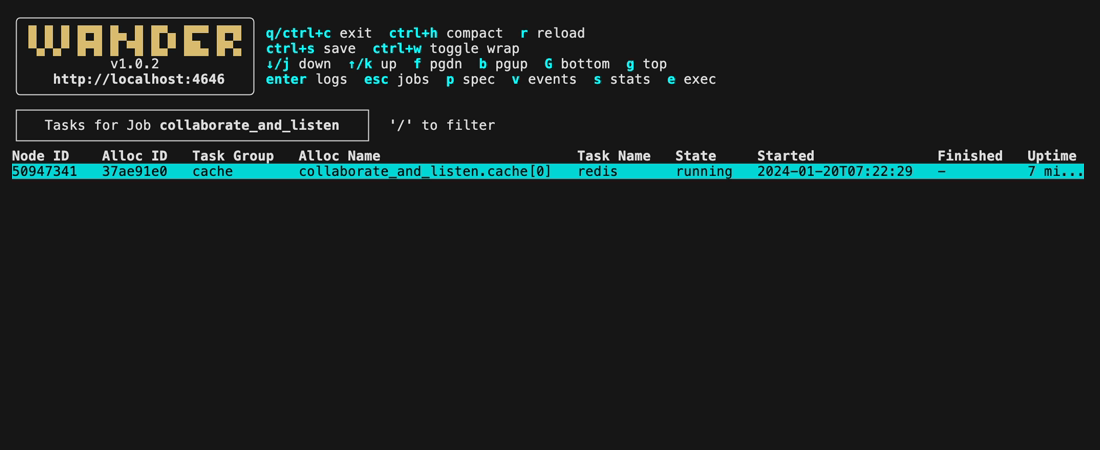 WANDER
v1.0.2
http://localhost:4646
q/ctrl+c exit  ctrl+h compact  r reload
ctrl+s save  ctrl+w toggle wrap
↓/j down  ↑/k up  f pgdn  b pgup  G bottom  g top
enter logs  esc jobs  p spec  v events  s stats  e exec
Tasks for Job collaborate_and_listen  '/' to filter
Node ID  Alloc ID  Task Group  Alloc Name  Task Name  State  Started  Finished  Uptime
50947341  37ae91e0  cache  collaborate_and_listen.cache[0]  redis  running  2024-01-20T07:22:29  -  7 mi...